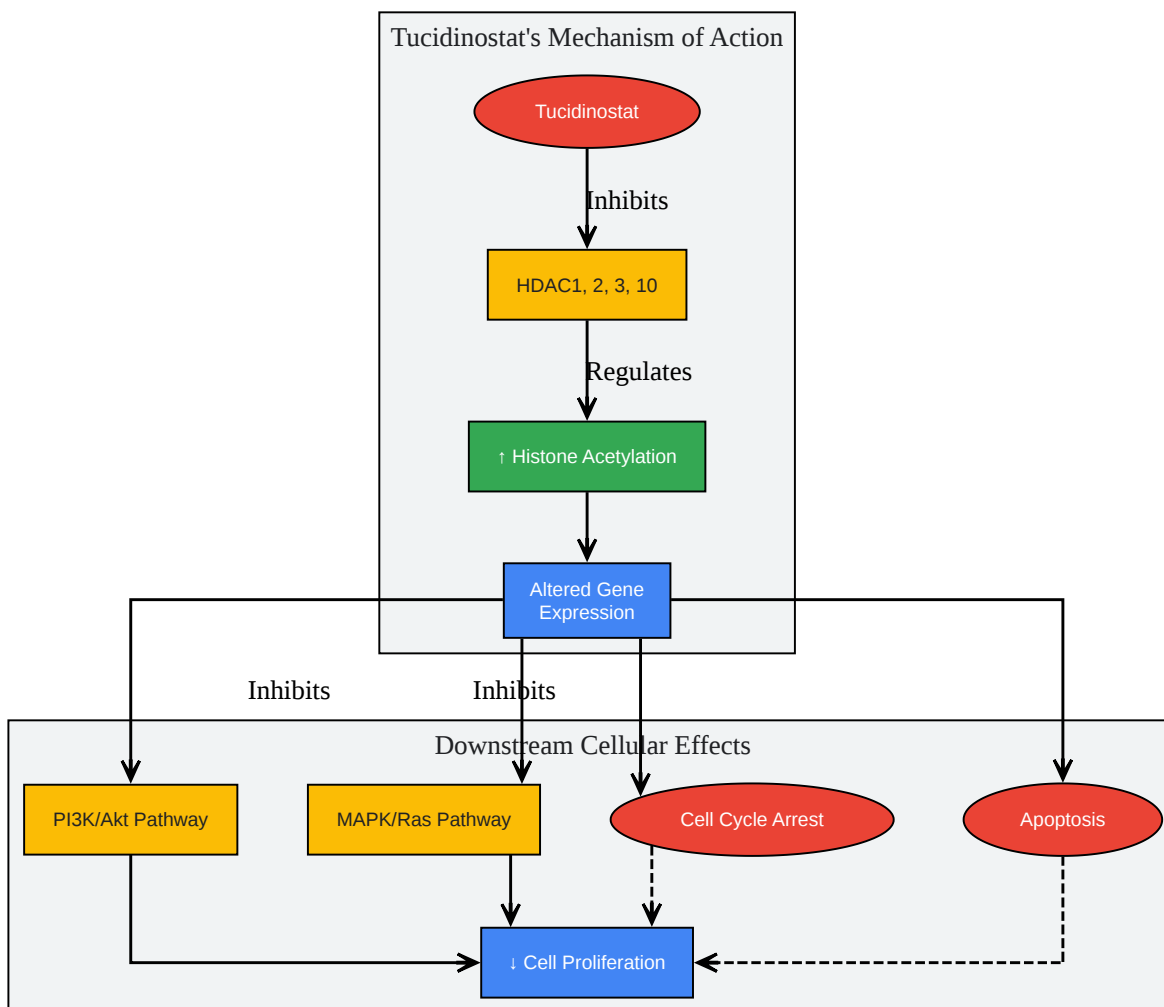 Tucidinostat's Mechanism of Action
Tucidinostat
Inhibits
HDAC1, 2, 3, 10
Regulates
↑ Histone Acetylation
Altered Gene
Expression
Inhibits
Inhibits
Downstream Cellular Effects
PI3K/Akt Pathway
MAPK/Ras Pathway
Cell Cycle Arrest
Apoptosis
↓ Cell Proliferation